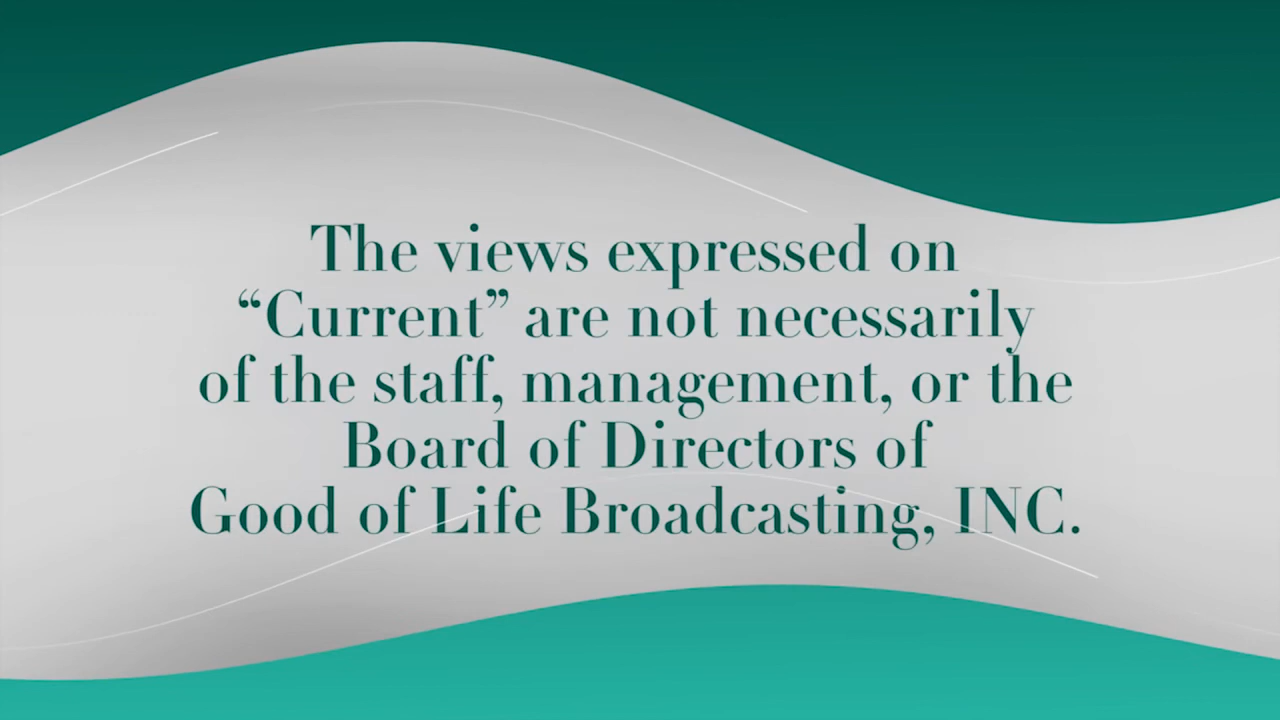 The views expressed on
“Current” are not necessarily
of the staff, management, or the
Board of Directors of
Good of Life Broadcasting, INC.